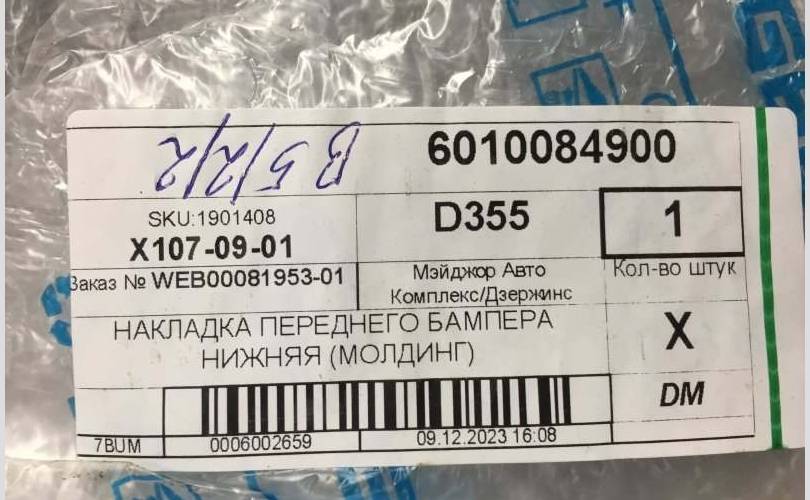 В 5/2/2
6010084900
SKU:1901408
X107-09-01
D355
1
Заказ № WEB00081953-01
Мэйджор Авто
Комплекс/Дзержинс
Кол-во штук
НАКЛАДКА ПЕРЕДНЕГО БАМПЕРА
НИЖНЯЯ (МОЛДИНГ)
X
DM
7BUM
0006002659
09.12.2023 16:08